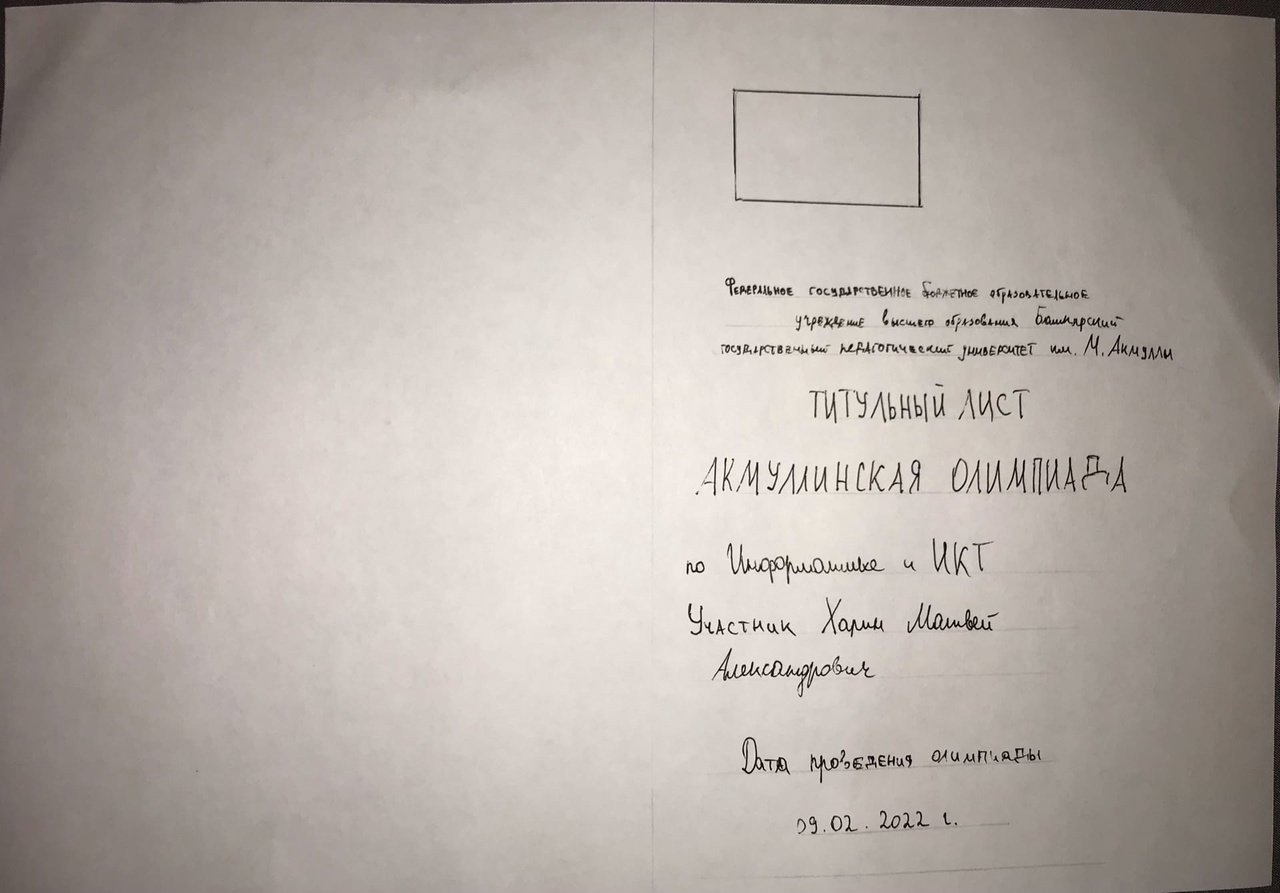 Федеральное государственное бюджетное образовательное
учреждение высшего образования Башкирский
государственный педагогический университет им. М. Акмуллы
ТИТУЛЬНЫЙ ЛИСТ
АКМУЛЛИНСКАЯ ОЛИМПИАДА
по Информатике и ИКТ
Участник Харин Матвей
Александрович
Дата проведения олимпиады
09.02.2022 г.